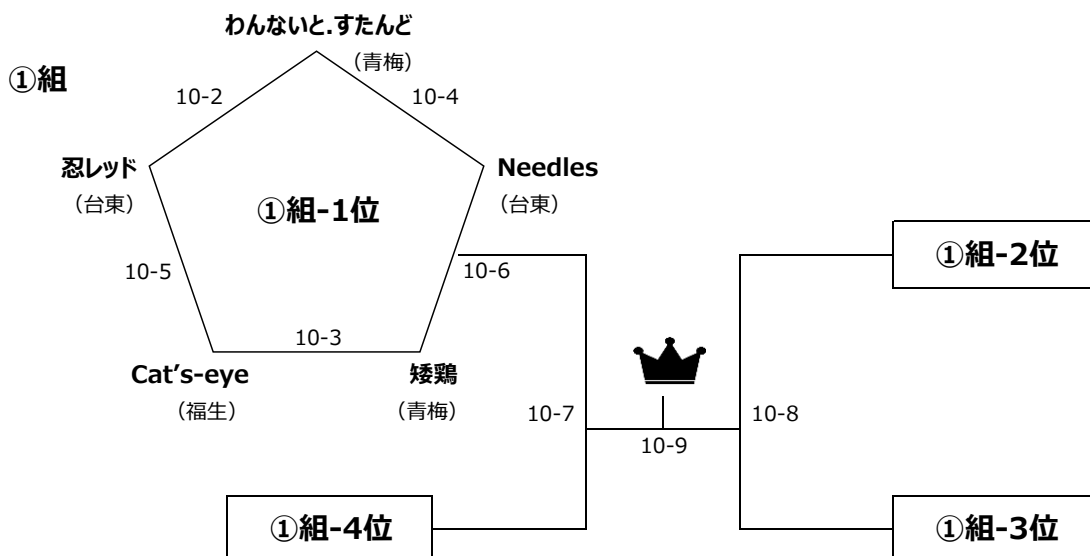 わんないと.すたんど
（青梅）
①組
10-2
10-4
忍レッド
（台東）
Needles
（台東）
①組-1位
10-5
10-6
①組-2位
10-3
Cat's-eye
（福生）
矮鶏
（青梅）
10-7
10-8
10-9
①組-4位
①組-3位